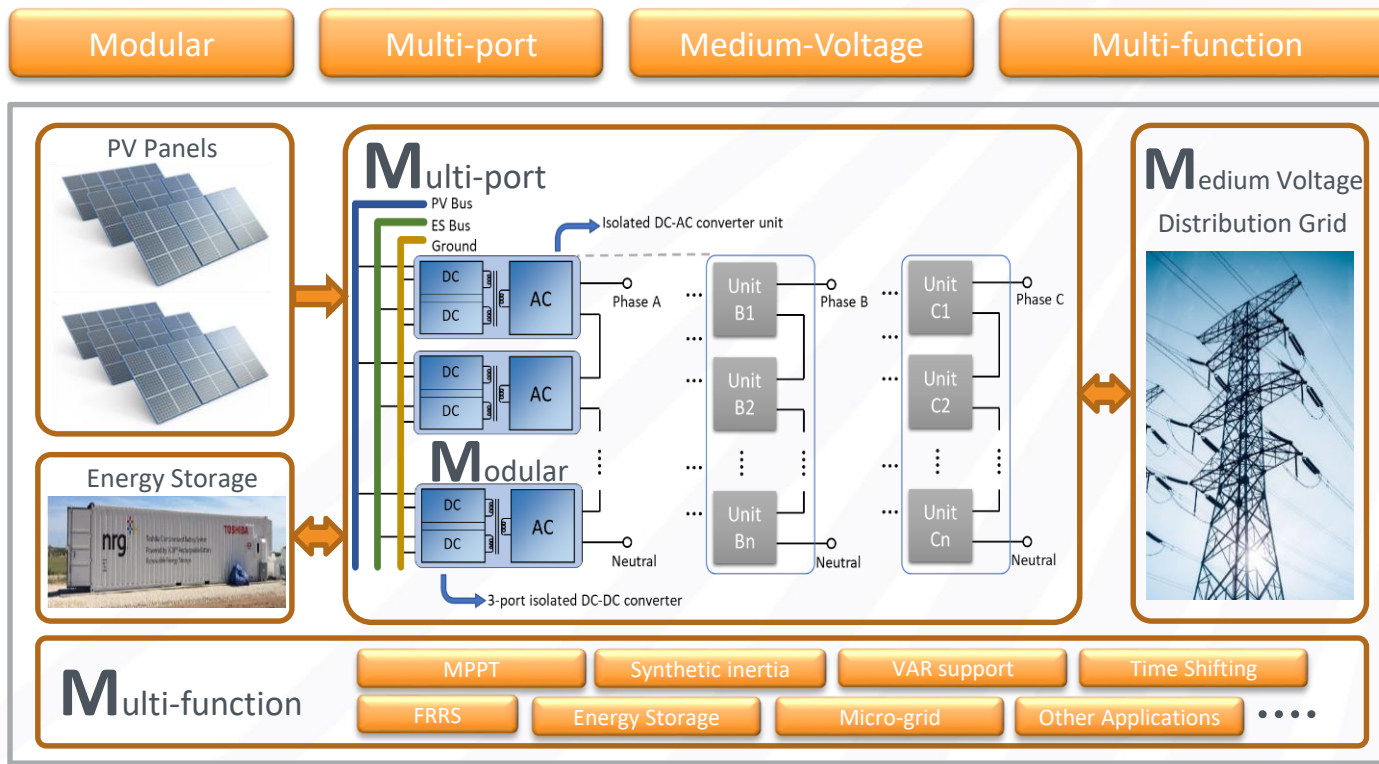 Modular
Multi-port
Medium-Voltage
Multi-function
PV Panels
Multi-port
PV Bus
ES Bus
Ground
Isolated DC-AC converter unit
DC
DC
AC
Phase A
DC
DC
AC
Modular
DC
DC
AC
Neutral
3-port isolated DC-DC converter
...
Unit
B1
Phase B
...
...
Unit
B2
...
Unit
Bn
Neutral
...
Unit
C1
Phase C
...
...
Unit
C2
...
Unit
Cn
Neutral
Medium Voltage
Distribution Grid
Energy Storage
nrg
TOSHIBA
Multi-function
MPPT
Synthetic inertia
VAR support
Time Shifting
FRRS
Energy Storage
Micro-grid
Other Applications
....